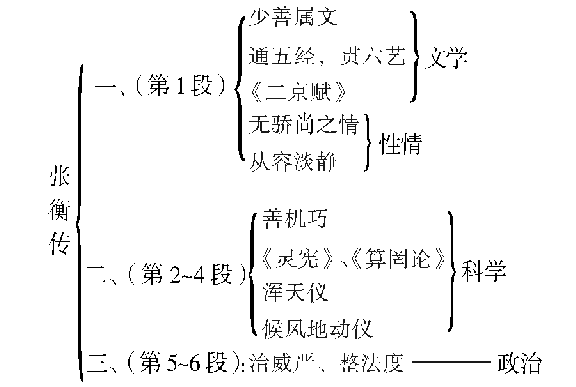 张衡传
一、(第1段)
少善属文
通五经，贯六艺
《二京赋》
文学
无骄尚之情
从容淡静
性情
二、(第2~4段)
善机巧
《灵宪》、《算罔论》
浑天仪
候风地动仪
科学
三、(第5~6段):治威严、整法度——政治